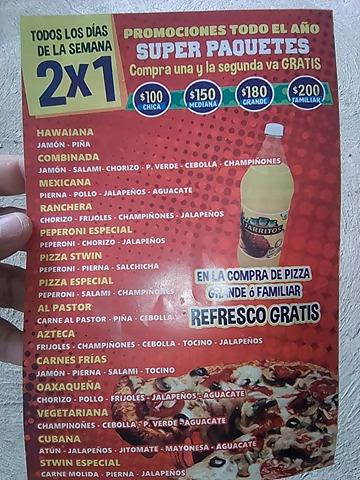 TODOS LOS DÍAS
DE LA SEMANA
2X1
PROMOCIONES TODO EL AÑO
SUPER PAQUETES
Compra una y la segunda va GRATIS
$100
CHICA
$150
MEDIANA
$180
GRANDE
$200
FAMILIAR
HAWAIANA
JAMÓN - PIÑA
COMBINADA
JAMÓN - SALAMI- CHORIZO - P. VERDE - CEBOLLA - CHAMPIÑONES
MEXICANA
PIERNA - POLLO - JALAPEÑOS - AGUACATE
RANCHERA
CHORIZO - FRIJOLES - CHAMPIÑONES - JALAPEÑOS
PEPERONI ESPECIAL
PEPERONI - CHORIZO - JALAPEÑOS
PIZZA STWIN
PEPERONI - PIERNA - SALCHICHA
PIZZA ESPECIAL
PEPERONI - SALAMI - CHAMPIÑONES
AL PASTOR
CARNE AL PASTOR - PIÑA - CEBOLLA
AZTECA
FRIJOLES - CHAMPIÑONES - CEBOLLA - TOCINO - JALAPEÑOS
CARNES FRÍAS
JAMÓN - PIERNA - SALAMI - TOCINO
OAXAQUEÑA
CHORIZO - POLLO - FRIJOLES - JALAPEÑOS - AGUACATE
VEGETARIANA
CHAMPIÑOÑES - CEBOLLA - P. VERDE - AGUACATE
CUBANA
ATÚN - JALAPEÑOS - JITOMATE - MAYONESA - AGUACATE
STWIN ESPECIAL
CARNE MOLIDA - PIERNA - JALAPEÑOS
JARRITOS
EN LA COMPRA DE PIZZA
GRANDE ó FAMILIAR
REFRESCO GRATIS